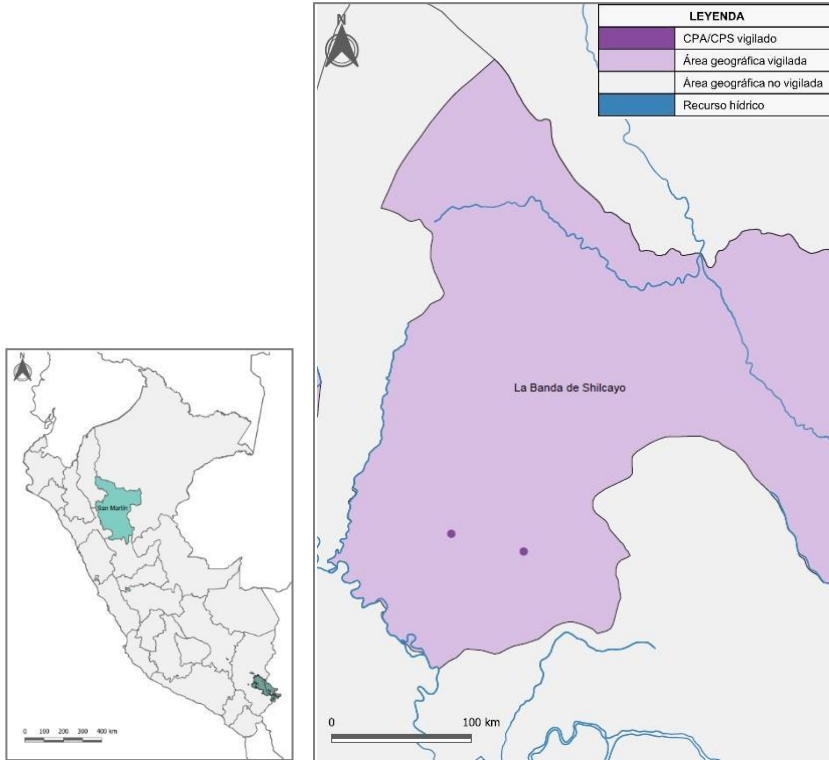 N
San Martín
0 100 200 300 400 km
N
LEYENDA
CPA/CPS vigilado
Área geográfica vigilada
Área geográfica no vigilada
Recurso hídrico
La Banda de Shilcayo
0 100 km